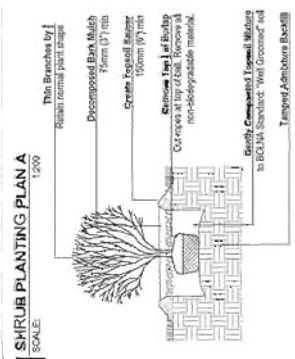 SHRUB PLANTING PLAN A
SCALE: 1:200
Thin Branches by
Retain normal plant shape
Decomposed Bark Mulch
75mm (3") min
Create Topsoil Saucer
150mm (6") min
Remove Top of Burlap
Cut ropes at top of ball. Remove all
non-biodegradable material.
Gently Compacted Topsoil Mixture
to BCLNA Standard: "Well Groomed" soil
Tamped Admixture Backfill